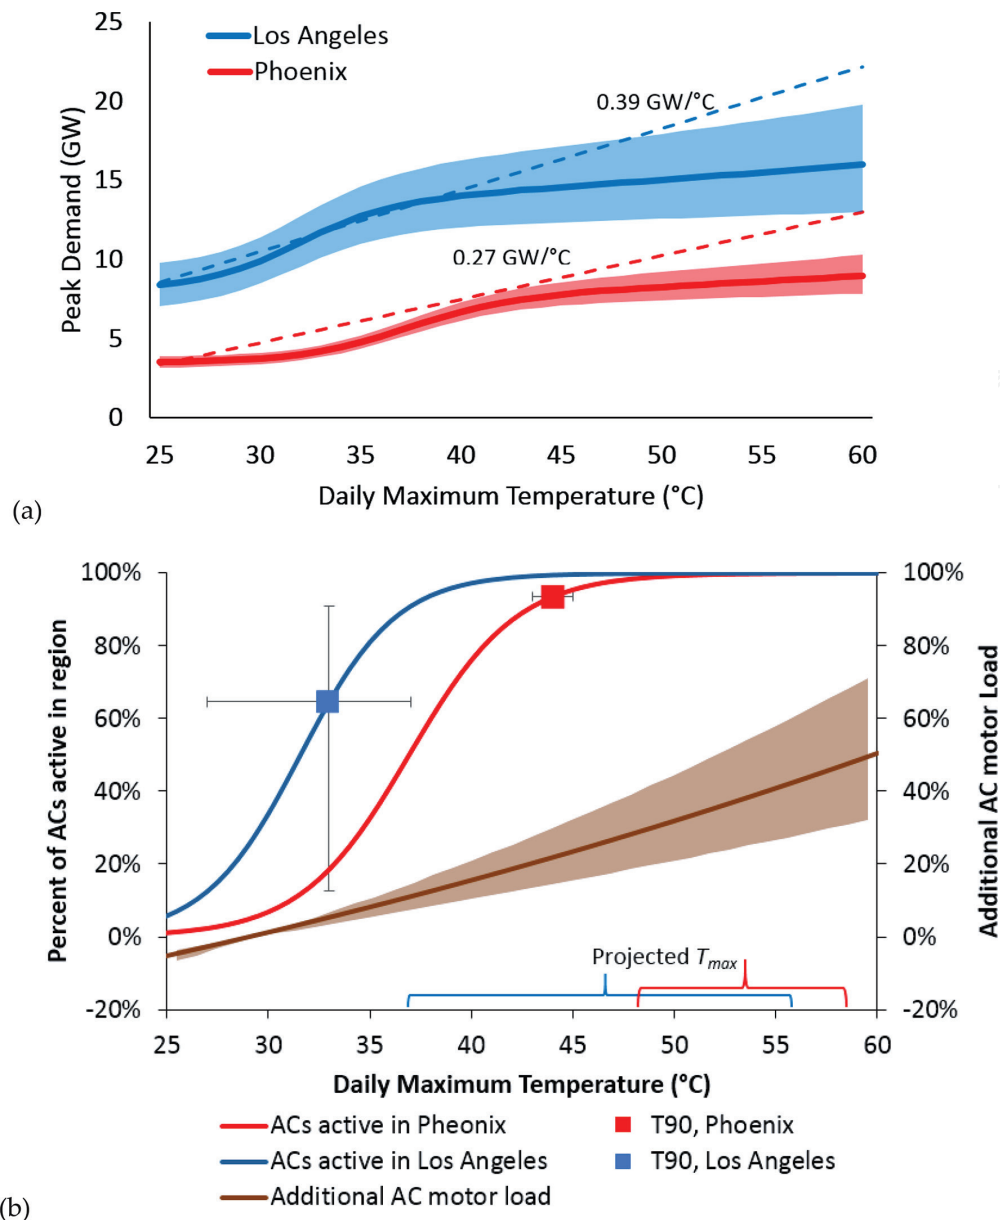 25
20
15
10
5
0
Peak Demand (GW)
Los Angeles
Phoenix
0.39 GW/°C
0.27 GW/°C
25 30 35 40 45 50 55 60
Daily Maximum Temperature (°C)
(a)
100% 100%
80% 80%
60% 60%
40% 40%
20% 20%
0% 0%
-20% -20%
Percent of ACs active in region
Additional AC motor Load
Projected Tmax
25 30 35 40 45 50 55 60
Daily Maximum Temperature (°C)
ACs active in Pheonix T90, Phoenix
ACs active in Los Angeles T90, Los Angeles
Additional AC motor load
(b)